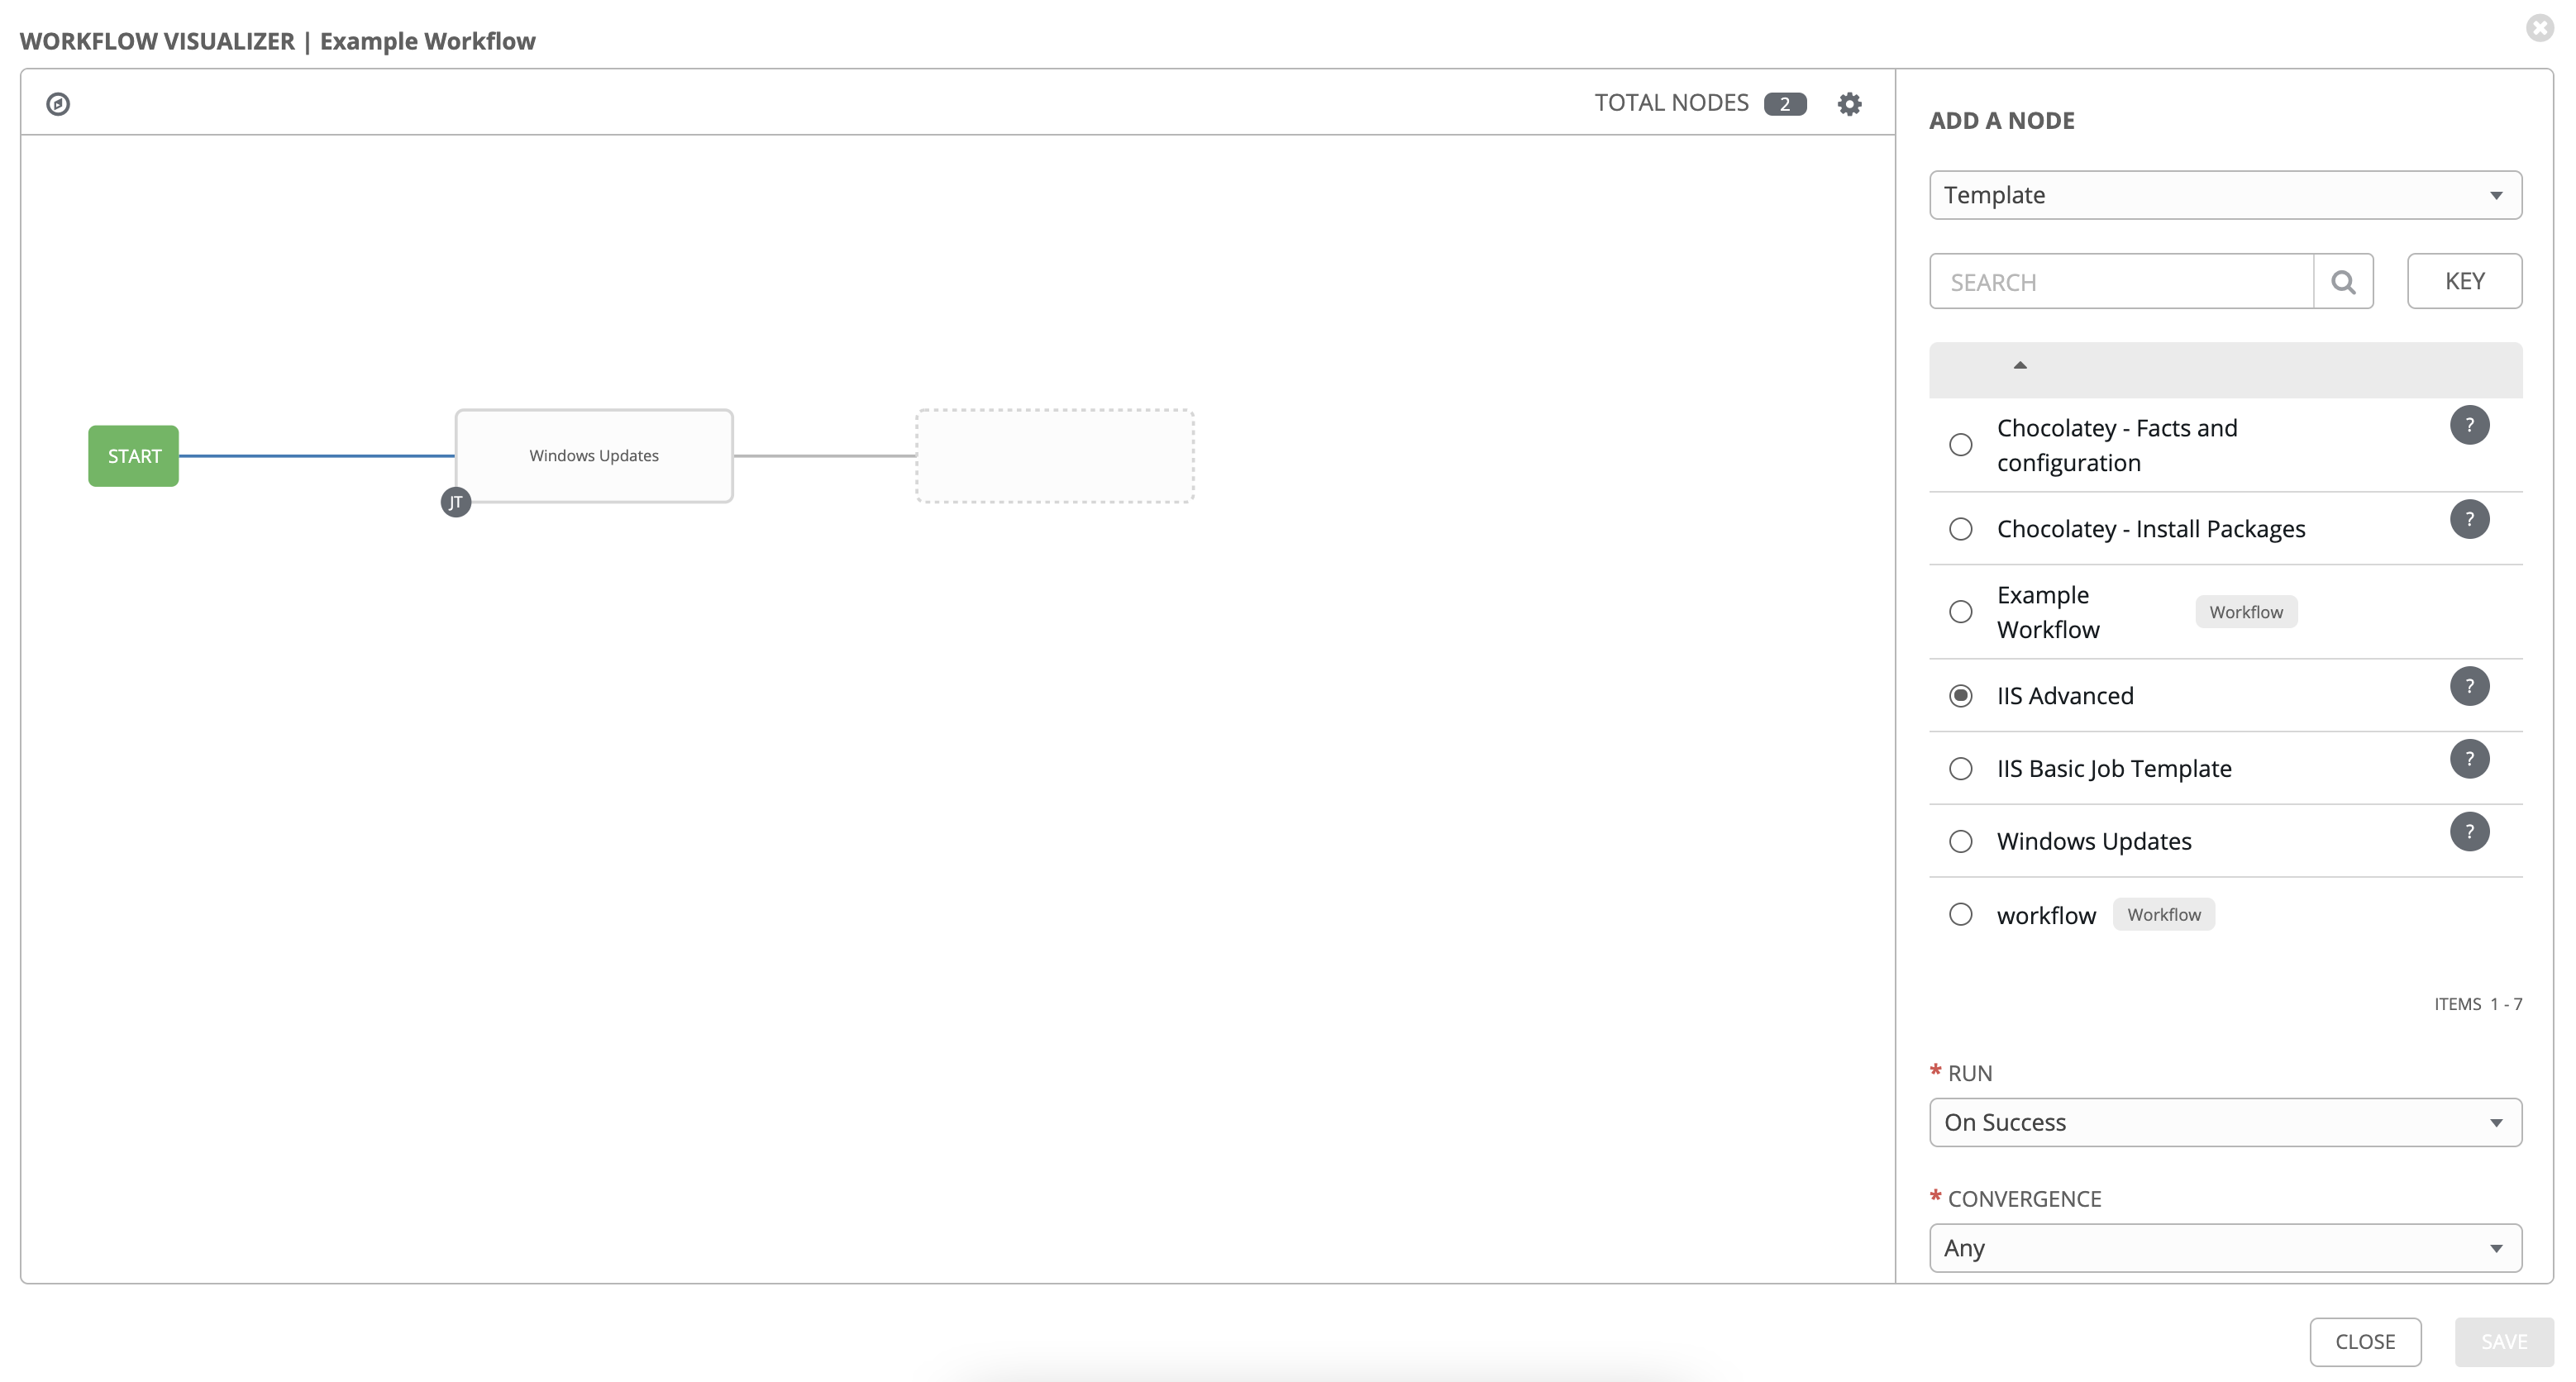 WORKFLOW VISUALIZER | Example Workflow
TOTAL NODES 2
START
Windows Updates
JT
ADD A NODE
Template
SEARCH
KEY
Chocolatey - Facts and
configuration
?
Chocolatey - Install Packages
?
Example
Workflow
Workflow
IIS Advanced
?
IIS Basic Job Template
?
Windows Updates
?
workflow Workflow
ITEMS 1 - 7
* RUN
On Success
* CONVERGENCE
Any
CLOSE
SAVE